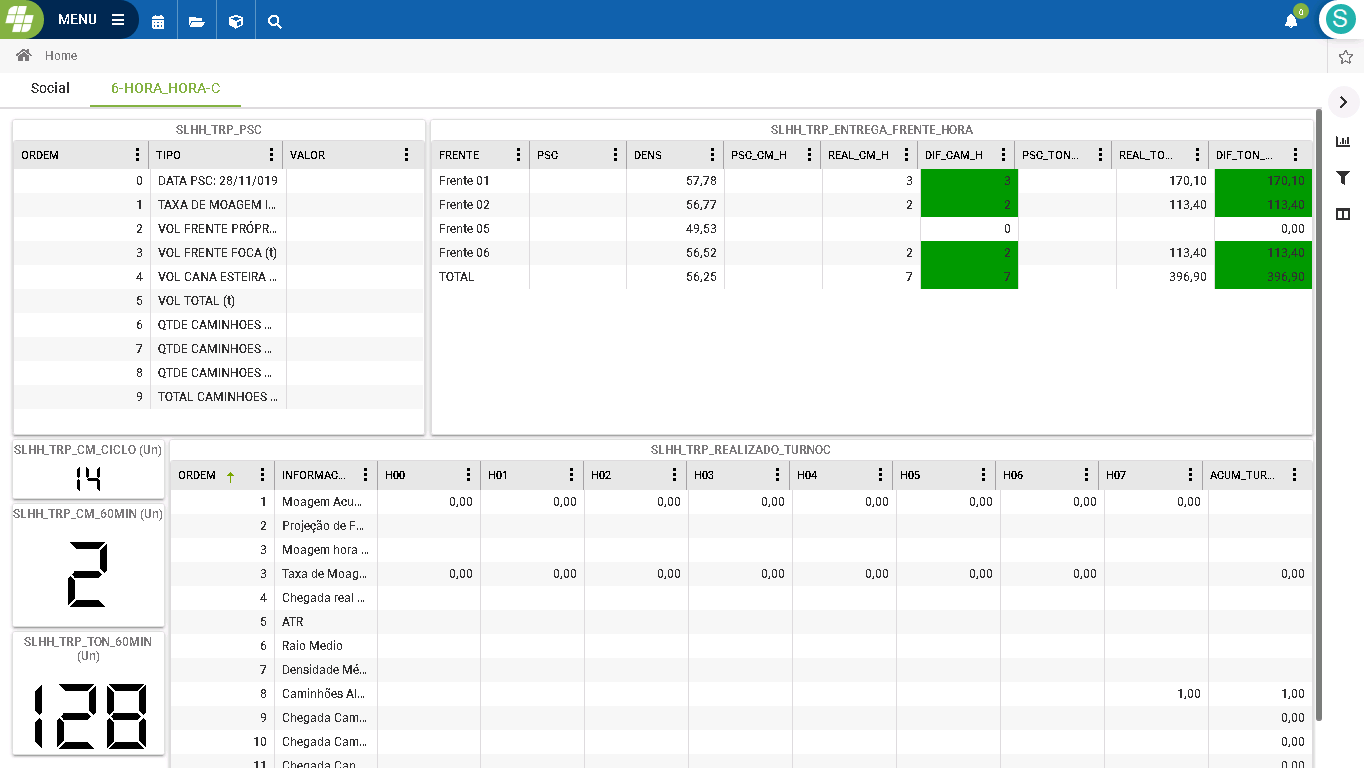 MENU
0
S
Home
Social 6-HORA_HORA-C
SLHH_TRP_PSC
ORDEM TIPO VALOR
0 DATA PSC: 28/11/019
1 TAXA DE MOAGEM I...
2 VOL FRENTE PRÓPR...
3 VOL FRENTE FOCA (t)
4 VOL CANA ESTEIRA ...
5 VOL TOTAL (t)
6 QTDE CAMINHOES ...
7 QTDE CAMINHOES ...
8 QTDE CAMINHOES ...
9 TOTAL CAMINHOES ...
SLHH_TRP_ENTREGA_FRENTE_HORA
FRENTE PSC DENS PSC_CM_H REAL_CM_H DIF_CAM_H PSC_TON... REAL_TO... DIF_TON_...
Frente 01 57,78 3 3 170,10 170,10
Frente 02 56,77 2 2 113,40 113,40
Frente 05 49,53 0 0,00
Frente 06 56,52 2 2 113,40 113,40
TOTAL 56,25 7 7 396,90 396,90
SLHH_TRP_CM_CICLO (Un)
14
SLHH_TRP_CM_60MIN (Un)
2
SLHH_TRP_TON_60MIN
(Un)
128
SLHH_TRP_REALIZADO_TURNOC
ORDEM INFORMAC... H00 H01 H02 H03 H04 H05 H06 H07 ACUM_TUR...
1 Moagem Acu... 0,00 0,00 0,00 0,00 0,00 0,00 0,00 0,00
2 Projeção de F...
3 Moagem hora ...
3 Taxa de Moag... 0,00 0,00 0,00 0,00 0,00 0,00 0,00 0,00
4 Chegada real ...
5 ATR
6 Raio Medio
7 Densidade Mé...
8 Caminhões Al... 1,00 1,00
9 Chegada Cam... 0,00
10 Chegada Cam... 0,00
11 Chegada Can... 0,00